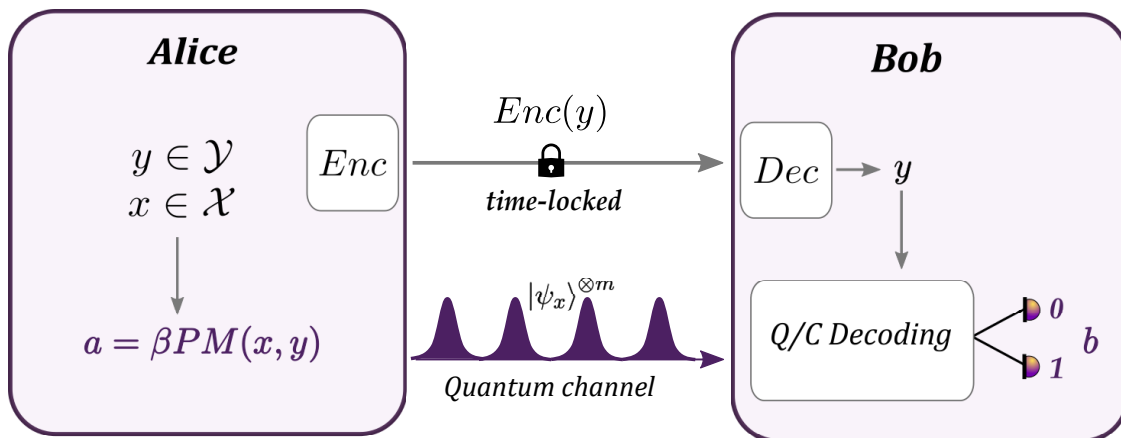 Alice
y ∈ 𝒴
x ∈ 𝒳
a = βPM(x, y)
Enc
Enc(y)
time-locked
|ψ_x⟩^{⊗m}
Quantum channel
Bob
Dec
y
Q/C Decoding
0
1
b